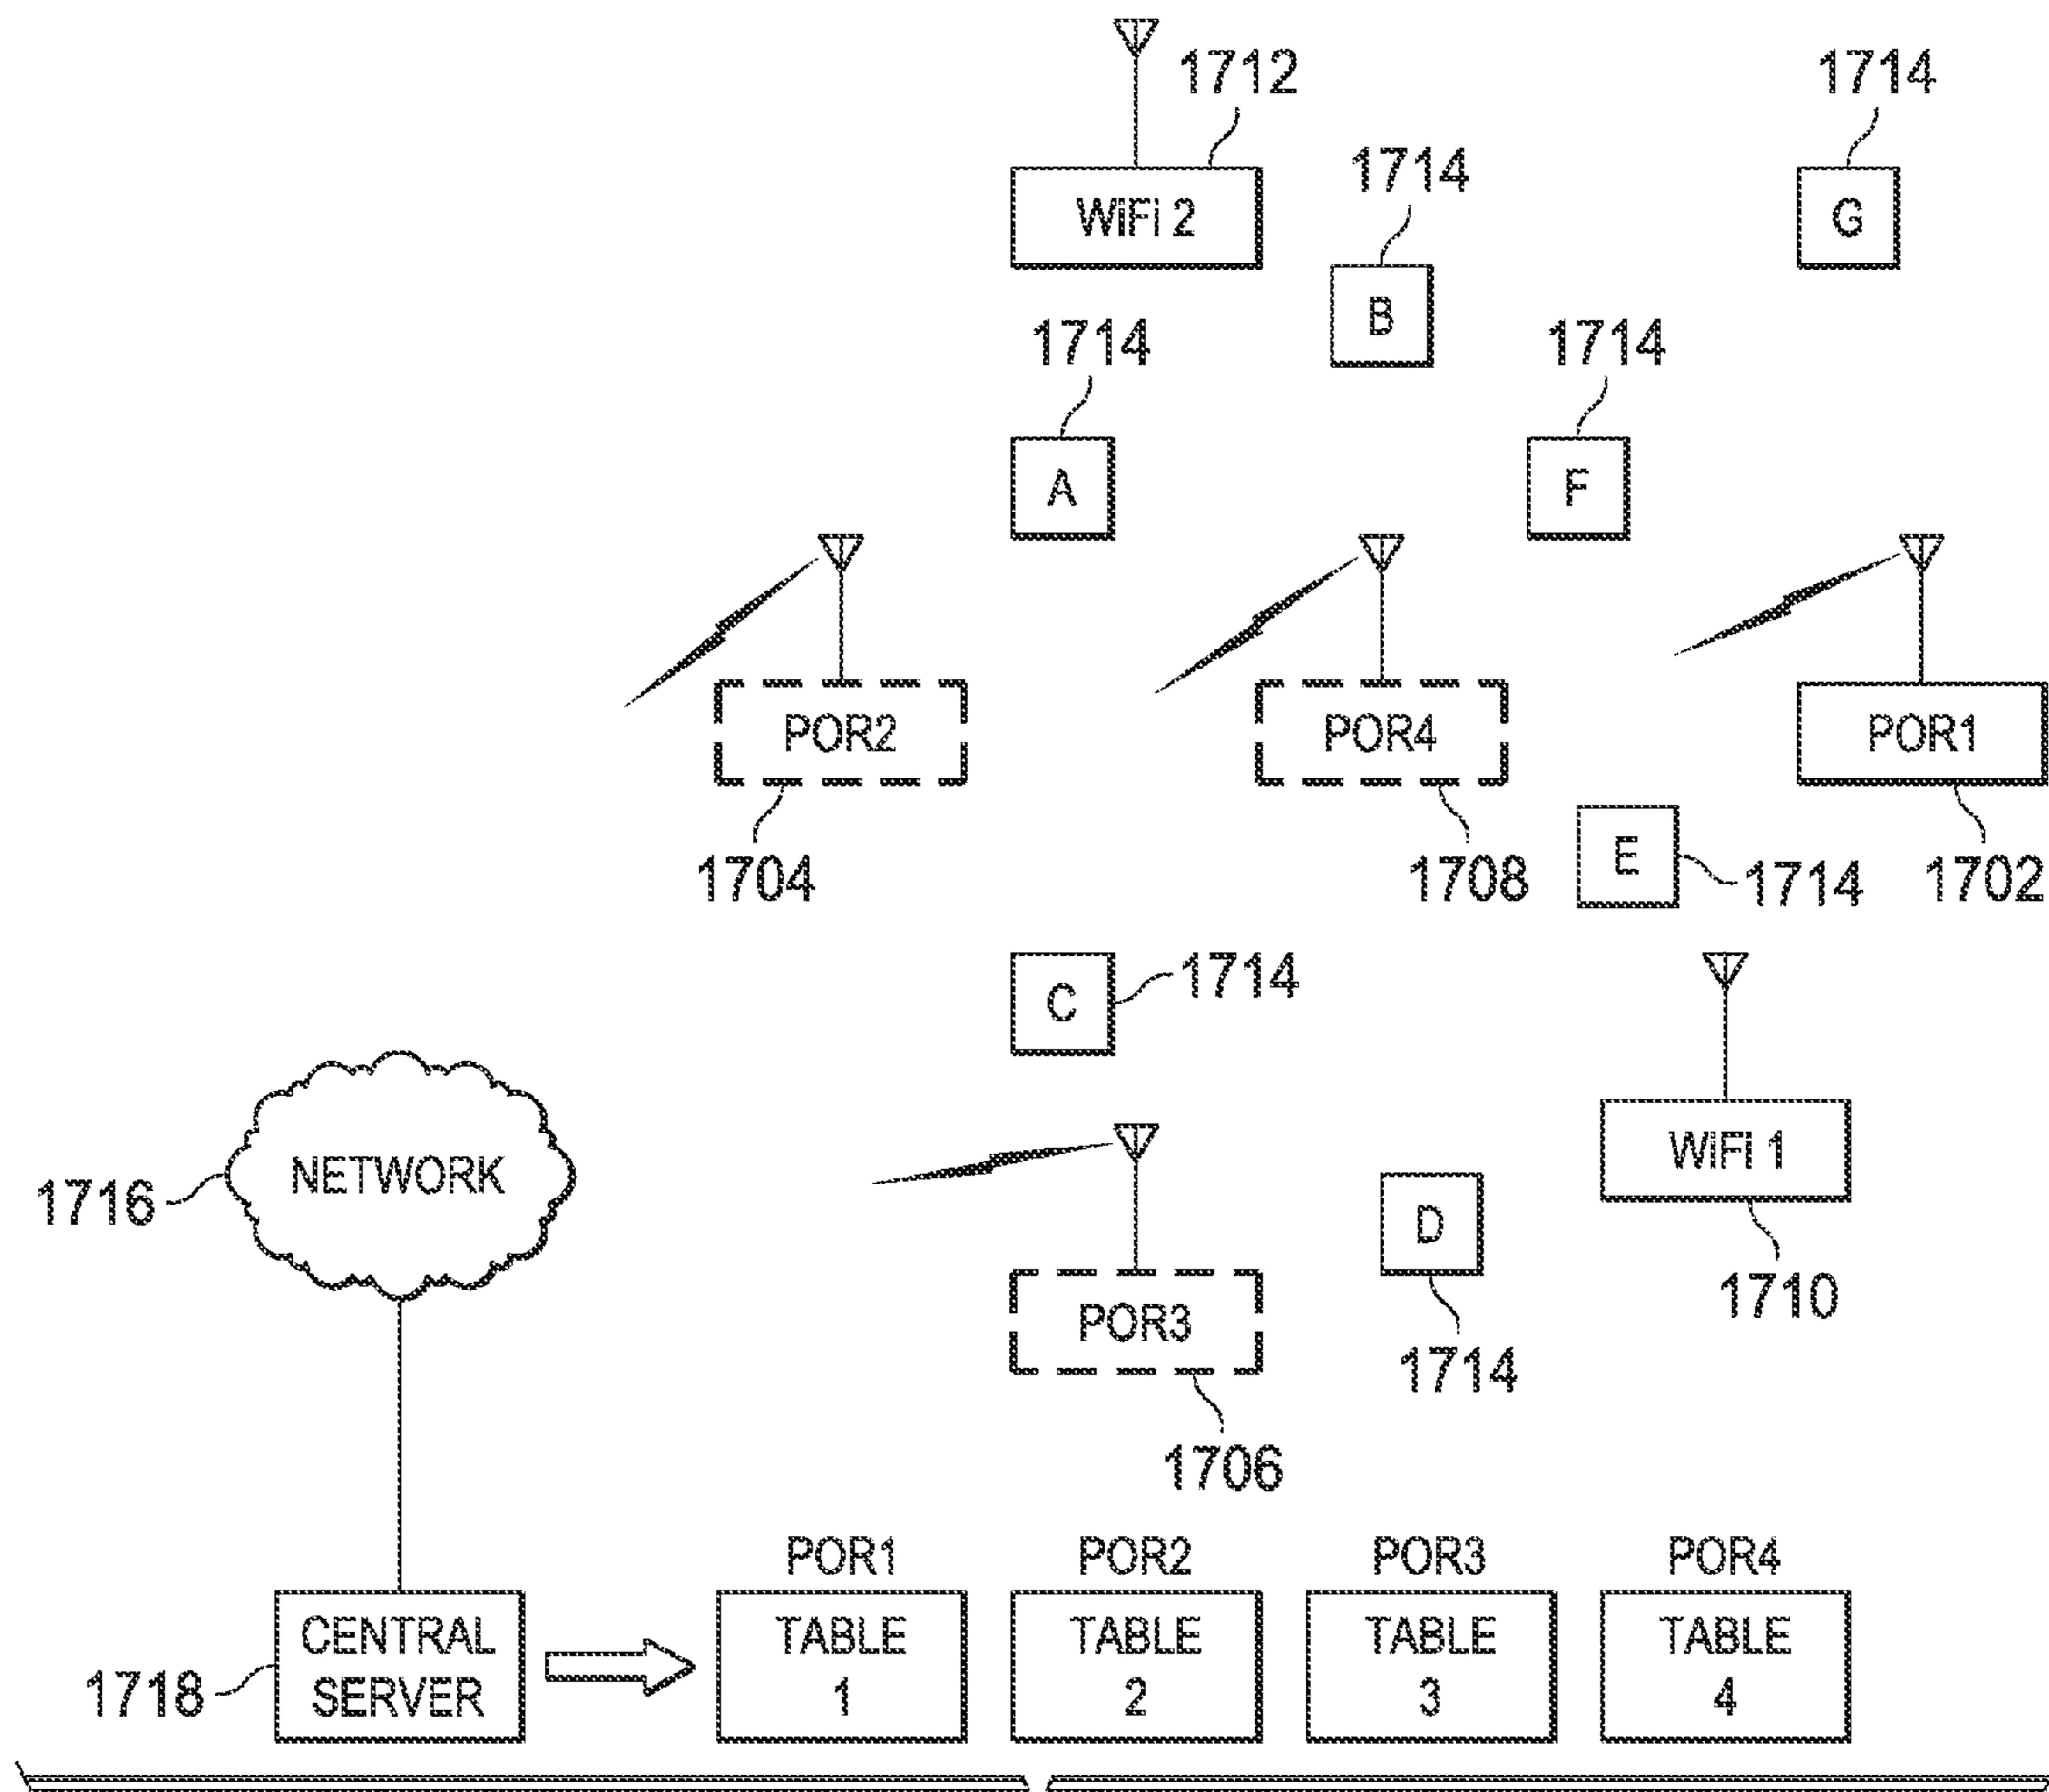 1712
1714
WiFi 2
G
1714
B
1714
1714
A
F
POR2
POR4
POR1
1704
1708
E
1714
1702
C
1714
NETWORK
1716
WiFi 1
D
1710
POR3
1714
1706
POR1
POR2
POR3
POR4
CENTRAL
SERVER
1718
TABLE
1
TABLE
2
TABLE
3
TABLE
4